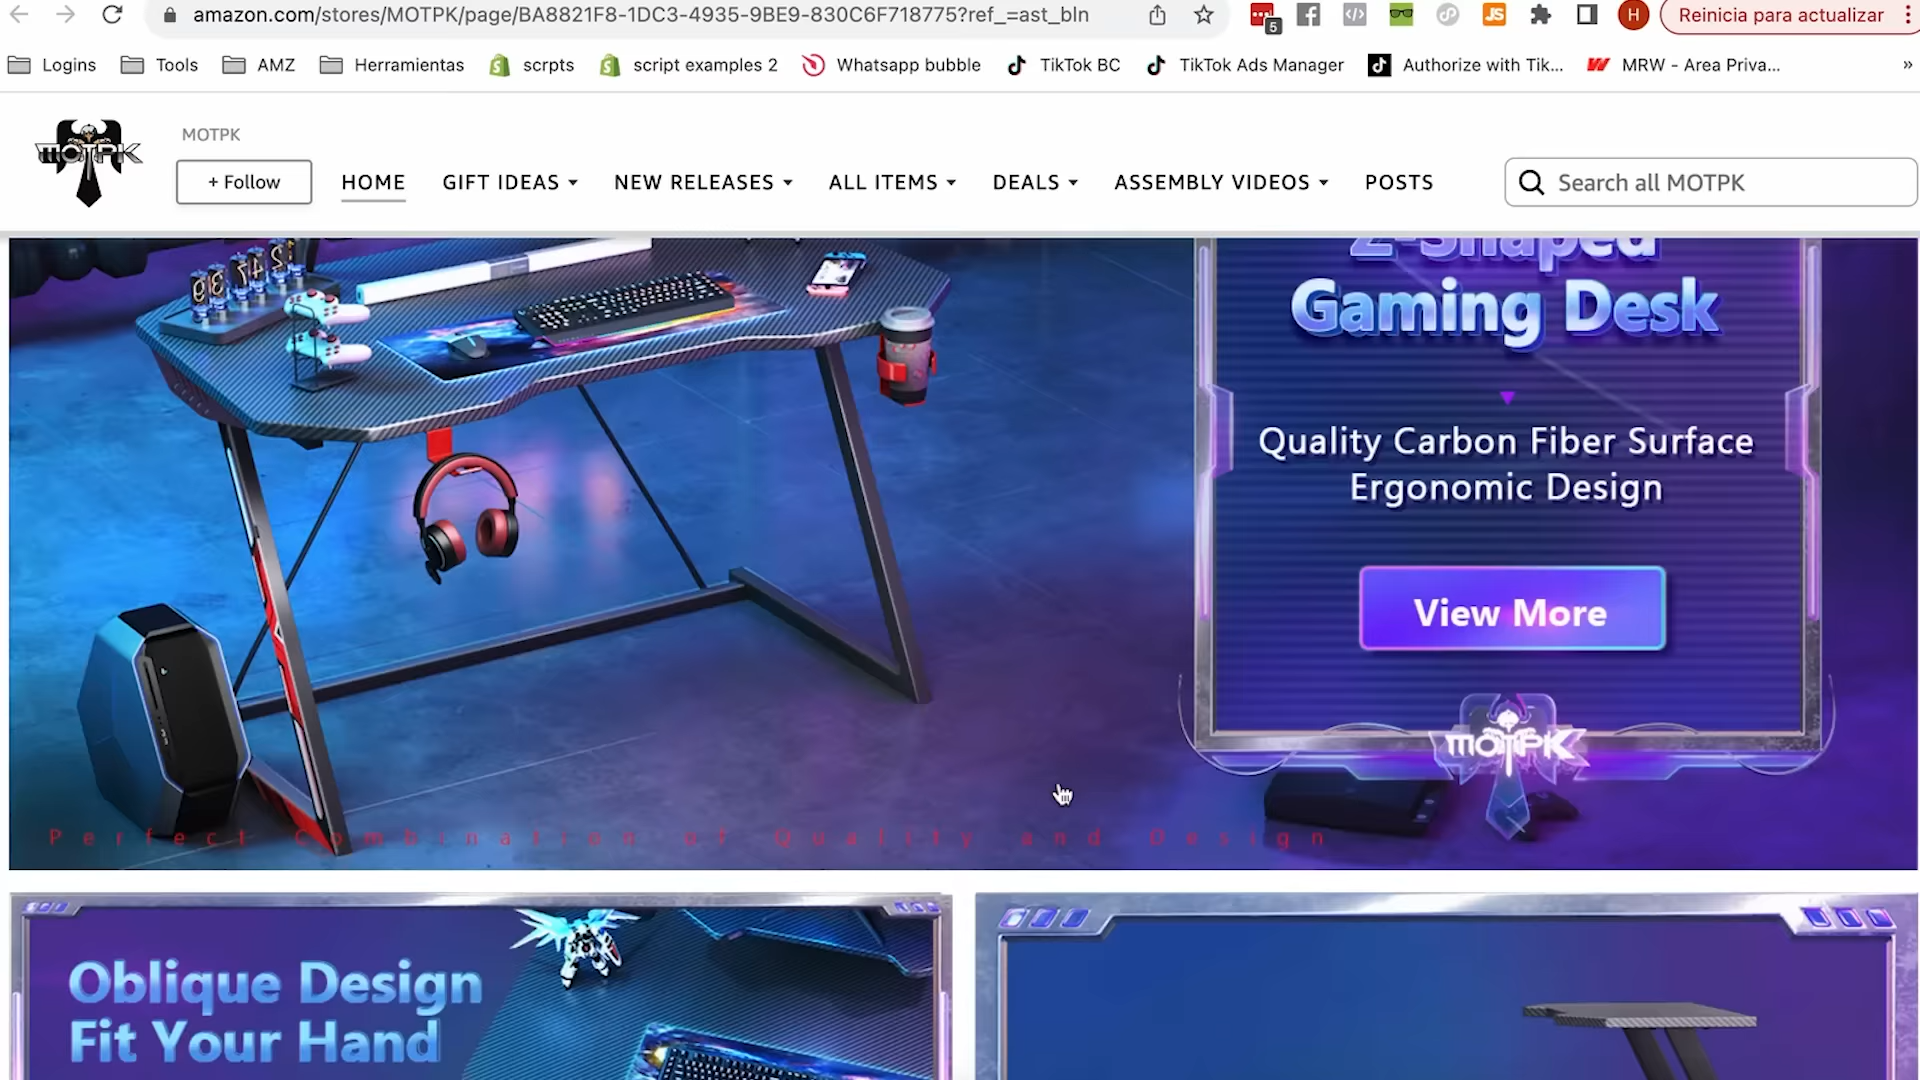 amazon.com/stores/MOTPK/page/BA8821F8-1DC3-4935-9BE9-830C6F718775?ref_=ast_bln
5
JS
H
Reinicia para actualizar
Logins
Tools
AMZ
Herramientas
scrpts
script examples 2
Whatsapp bubble
TikTok BC
TikTok Ads Manager
Authorize with Tik...
MRW - Area Priva...
»
MOTPK
MOTPK
+ Follow
HOME
GIFT IDEAS
NEW RELEASES
ALL ITEMS
DEALS
ASSEMBLY VIDEOS
POSTS
Search all MOTPK
Z-Shaped
Gaming Desk
Quality Carbon Fiber Surface
Ergonomic Design
View More
MOTPK
Perfect Combination of Quality and Design
Oblique Design
Fit Your Hand